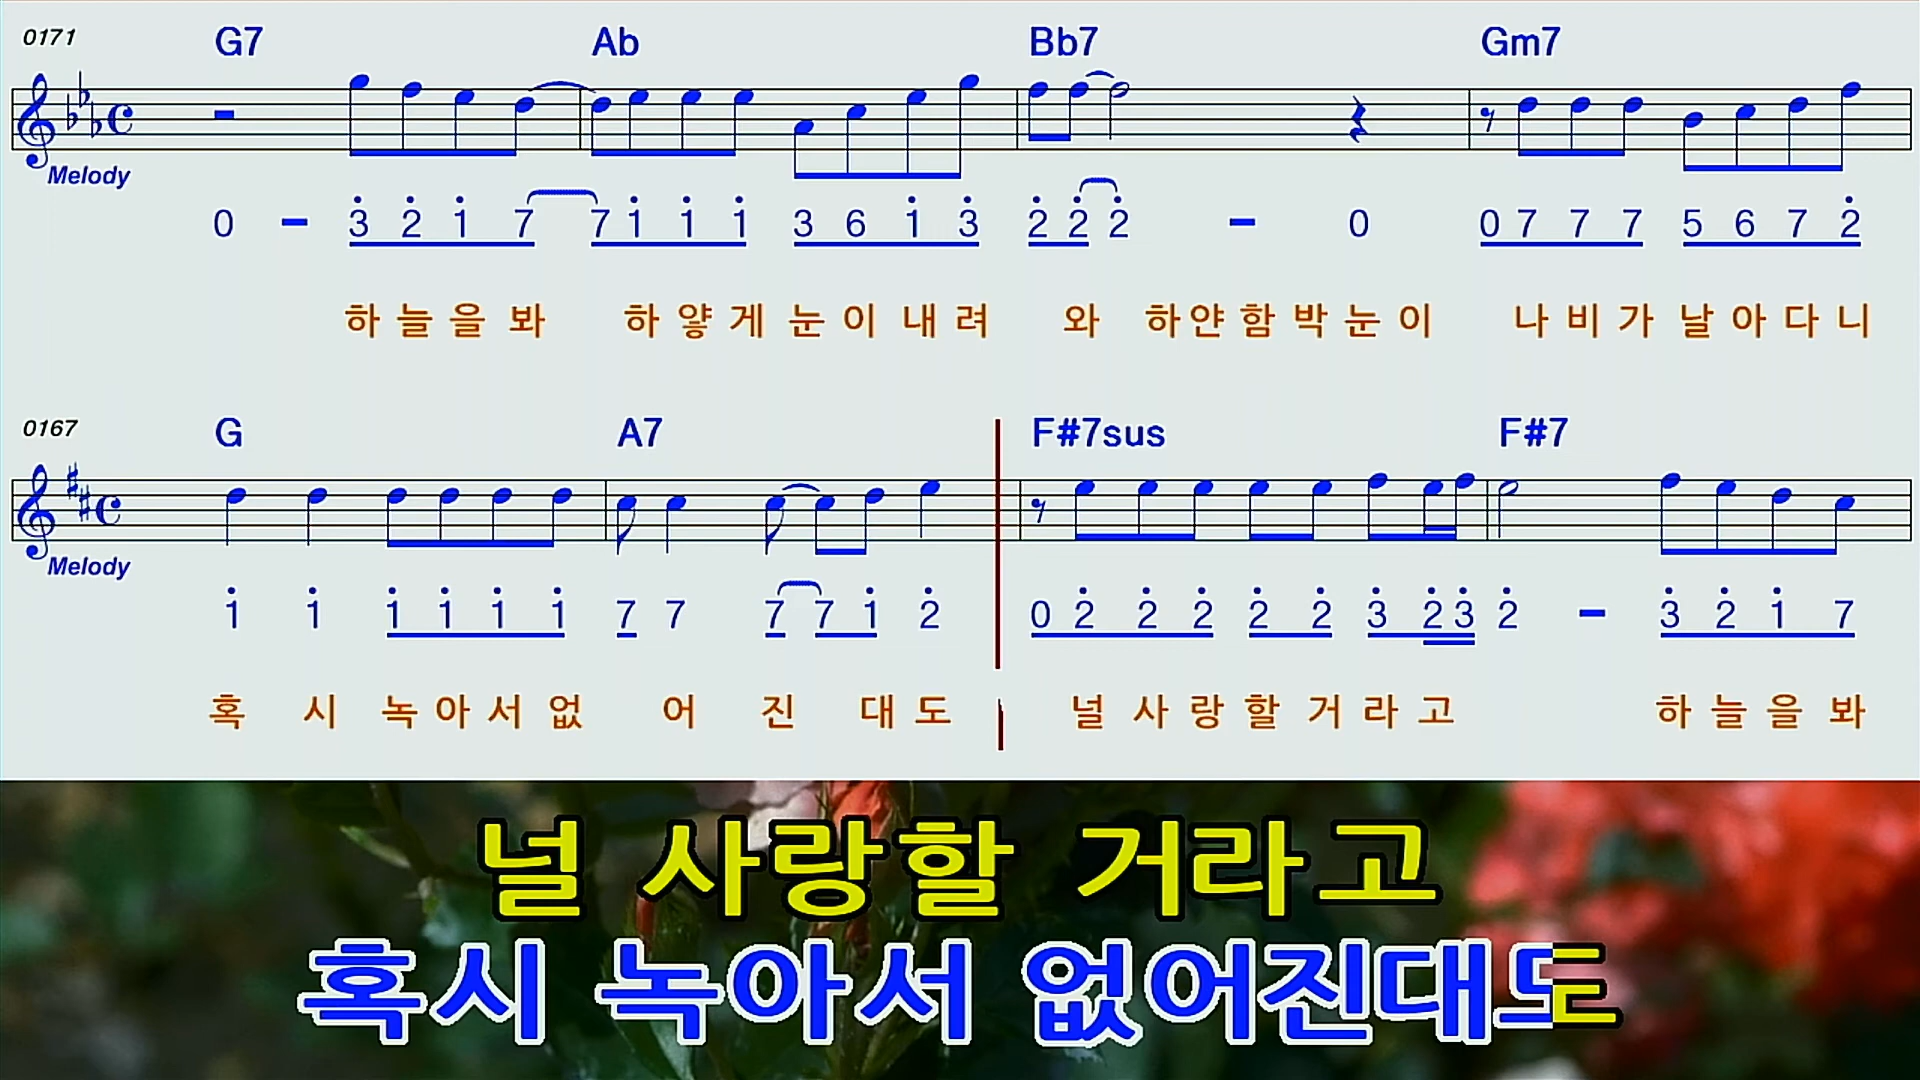 0171 G7 Ab Bb7 Gm7
Melody
0 - 3 2 1 7 7 1 1 1 3 6 1 3 2 2 2 - 0 0 7 7 7 5 6 7 2
하늘을봐 하얗게눈이내려 와 하얀함박눈이 나비가날아다니
0167 G A7 F#7sus F#7
Melody
1 1 1 1 1 1 7 7 7 7 1 2 0 2 2 2 2 2 3 2 3 2 - 3 2 1 7
혹 시 녹아서없 어 진 대도 널사랑할거라고 하늘을봐
널 사랑할 거라고
혹시 녹아서 없어진대도